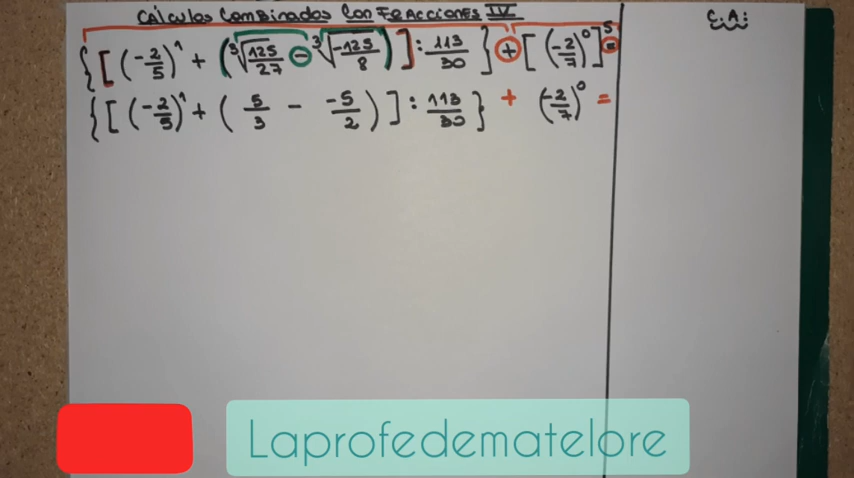 Cálculos Combinados Con Fracciones IV
C.A:
{[(-2/5)^1 + (∛125/27 - ∛-125/8)] : 113/30} + [(-2/7)^0]^5 =
{[(-2/5)^1 + (5/3 - -5/2)] : 113/30} + (-2/7)^0 =
Laprofedematelore